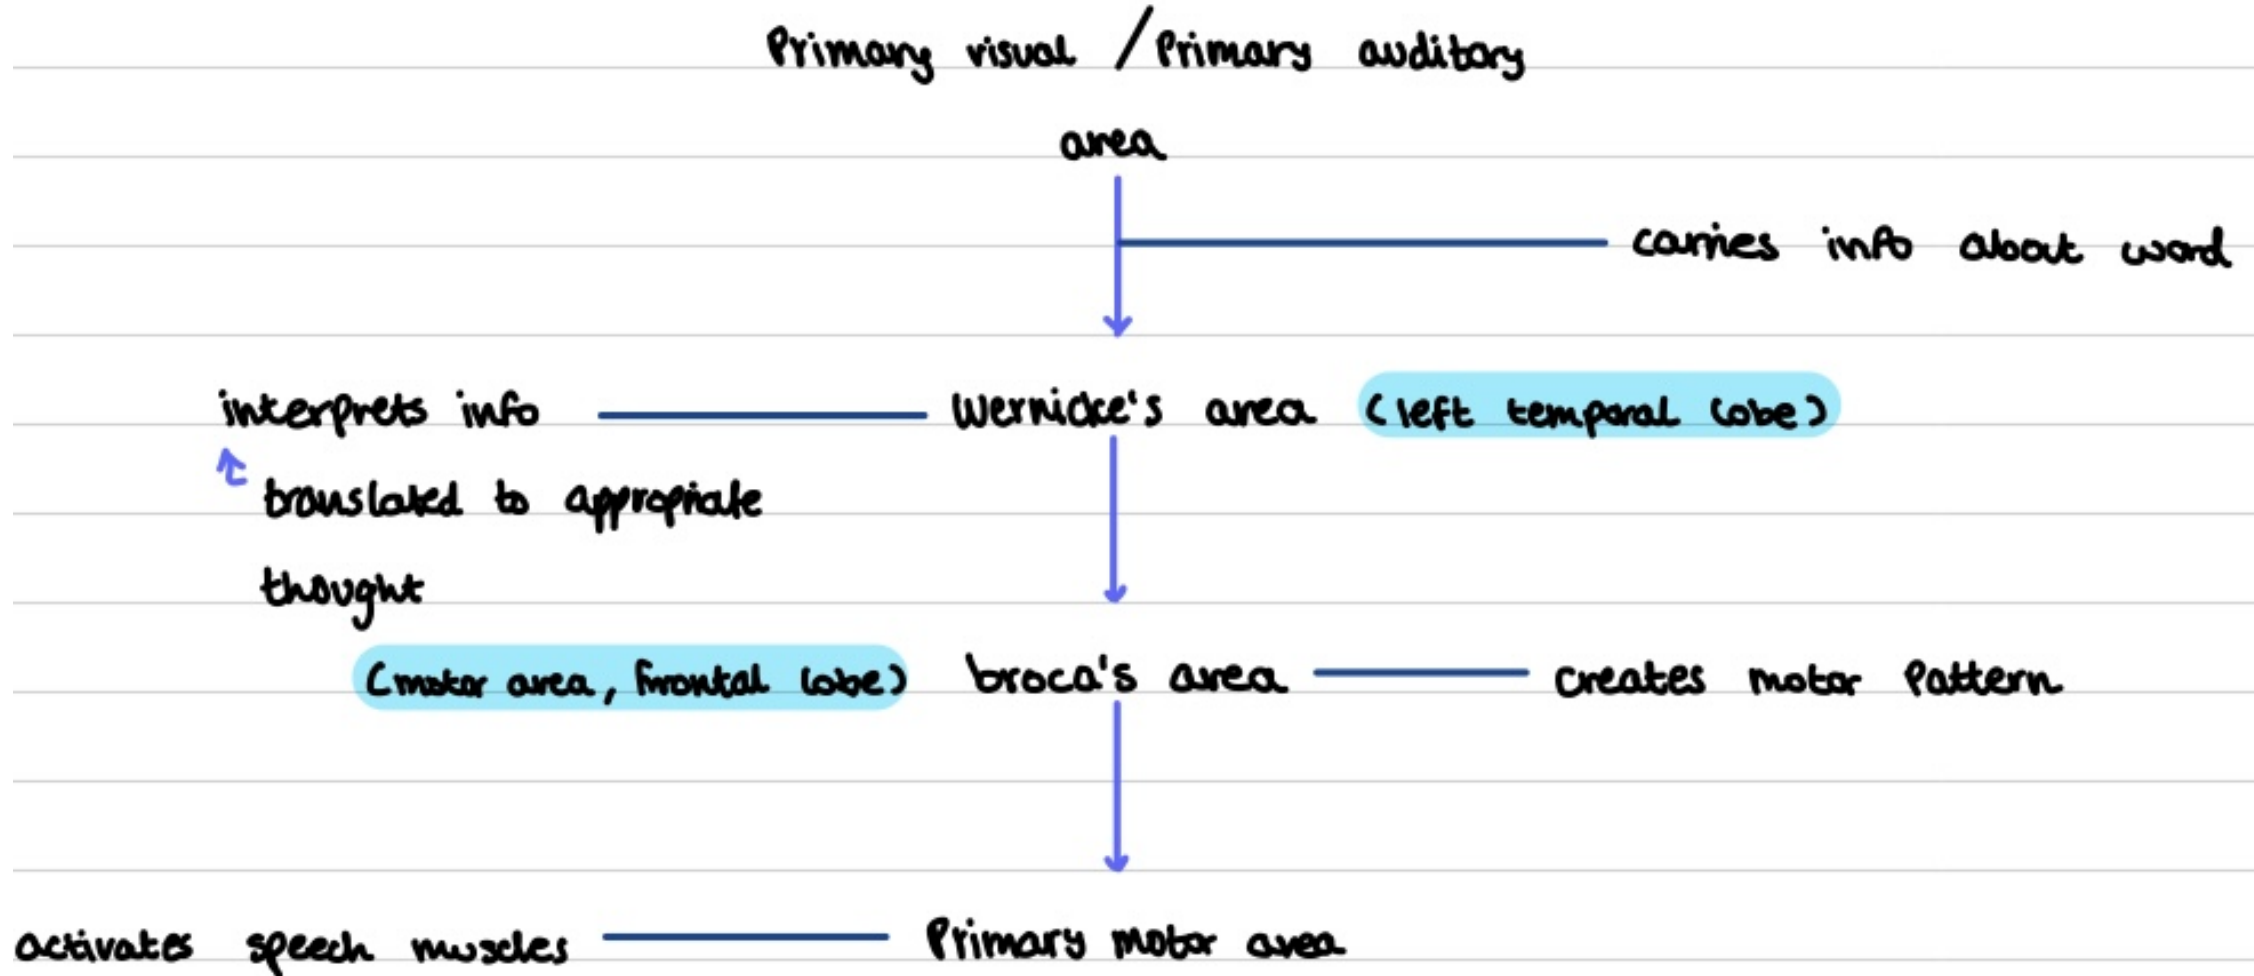 Primary visual / Primary auditory
area
carries info about word
interprets info
Wernicke's area (left temporal lobe)
translated to appropriate
thought
(motor area, frontal lobe) broca's area
creates motor pattern
activates speech muscles
Primary motor area